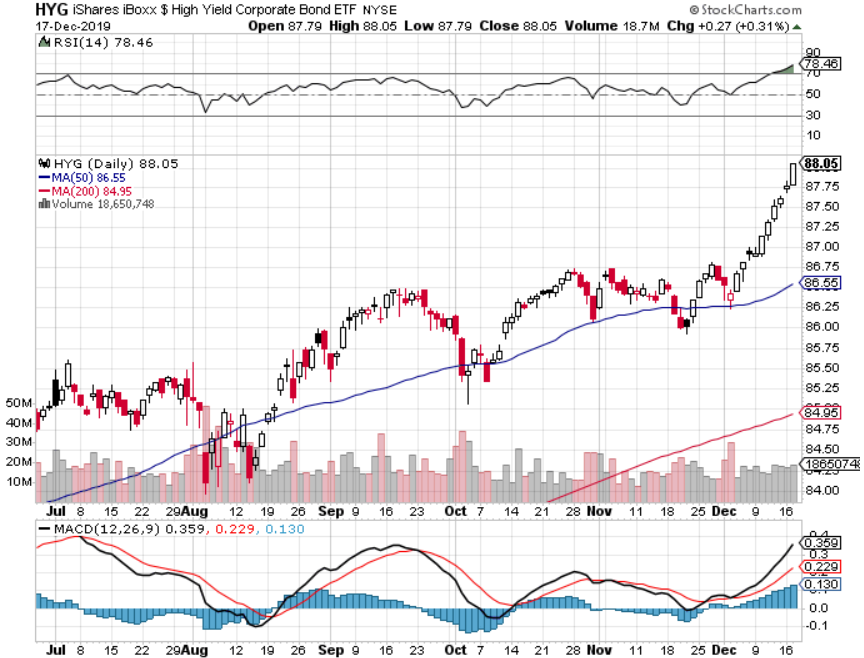 HYG iShares iBoxx $ High Yield Corporate Bond ETF NYSE © StockCharts.com
17-Dec-2019 Open 87.79 High 88.05 Low 87.79 Close 88.05 Volume 18.7M Chg +0.27 (+0.31%)
RSI(14) 78.46
90
78.46
70
50
30
10
HYG (Daily) 88.05
MA(50) 86.55
MA(200) 84.95
Volume 18,650,748
88.05
87.75
87.50
87.25
87.00
86.75
86.55
86.25
86.00
85.75
85.50
85.25
84.95
84.75
84.50
18650748
84.00
50M
40M
30M
20M
10M
Jul 8 15 22 29 Aug 12 19 26 Sep 9 16 23 Oct 7 14 21 28 Nov 11 18 25 Dec 9 16
MACD(12,26,9) 0.359, 0.229, 0.130
0.4
0.359
0.3
0.229
0.130
0.0
-0.1
Jul 8 15 22 29 Aug 12 19 26 Sep 9 16 23 Oct 7 14 21 28 Nov 11 18 25 Dec 9 16